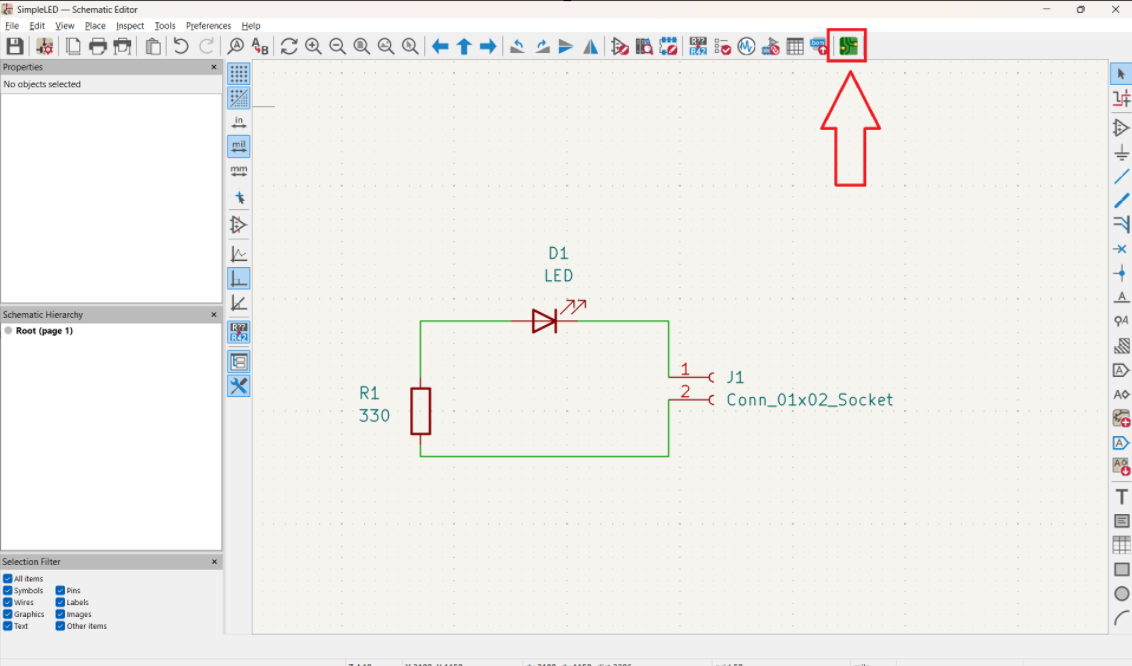 SimpleLED — Schematic Editor
File Edit View Place Inspect Tools Preferences Help
Properties
No objects selected
in
mil
mm
Schematic Hierarchy
Root (page 1)
D1
LED
R1
330
1
2
J1
Conn_01x02_Socket
Selection Filter
All items
Symbols Pins
Wires Labels
Graphics Images
Text Other items